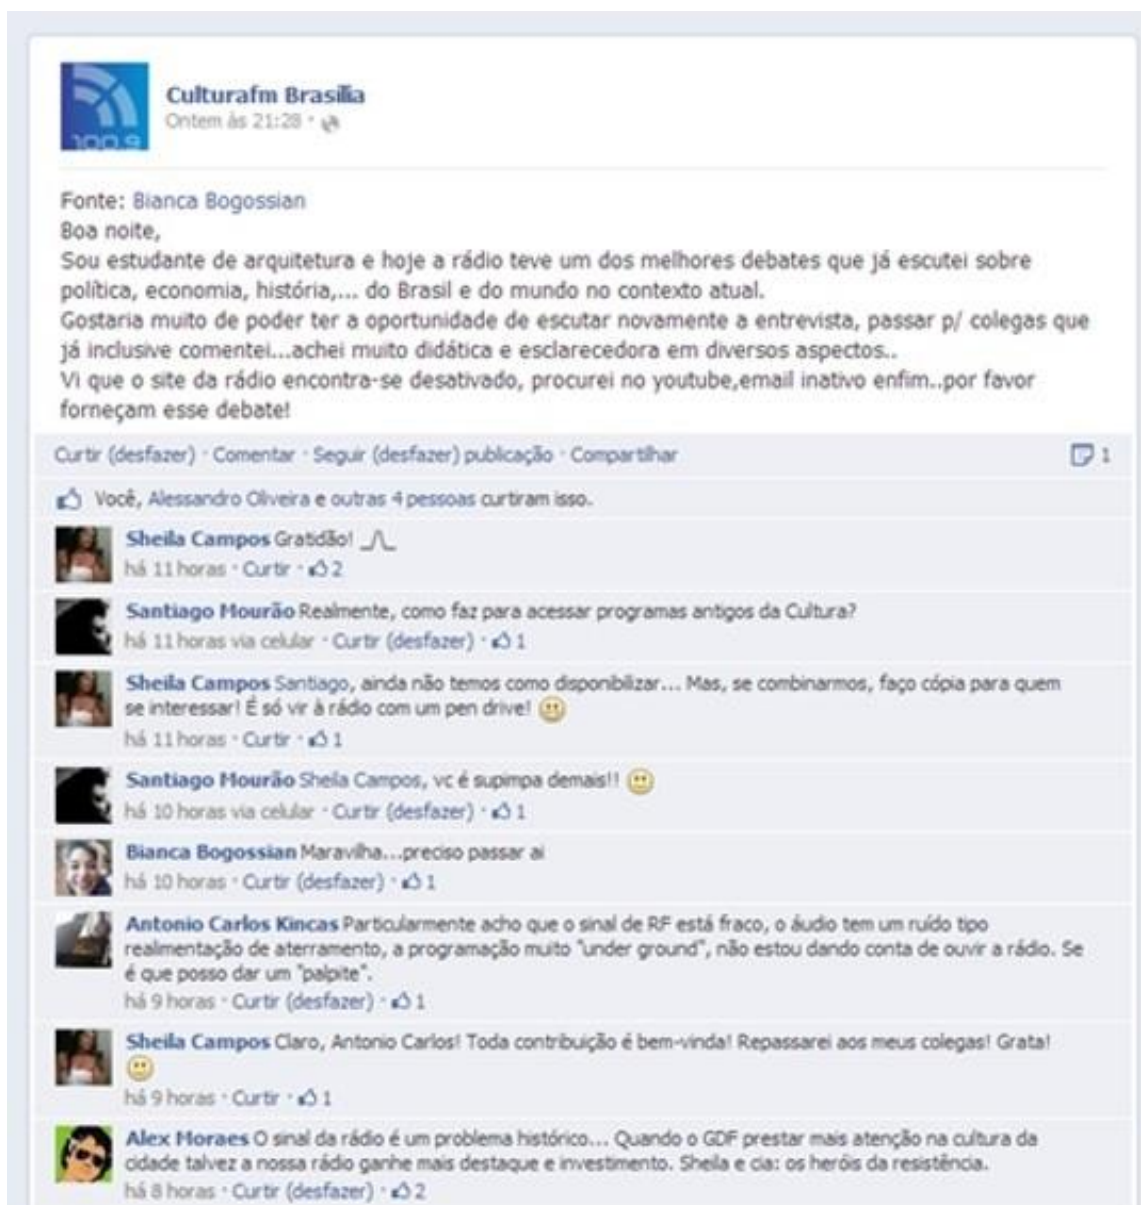 100.9
Culturafm Brasília
Ontem às 21:28 ·
Fonte: Bianca Bogossian
Boa noite,
Sou estudante de arquitetura e hoje a rádio teve um dos melhores debates que já escutei sobre
política, economia, história,... do Brasil e do mundo no contexto atual.
Gostaria muito de poder ter a oportunidade de escutar novamente a entrevista, passar p/ colegas que
já inclusive comentei...achei muito didática e esclarecedora em diversos aspectos..
Vi que o site da rádio encontra-se desativado, procurei no youtube,email inativo enfim..por favor
forneçam esse debate!
Curtir (desfazer) · Comentar · Seguir (desfazer) publicação · Compartilhar 1
Você, Alessandro Oliveira e outras 4 pessoas curtiram isso.
Sheila Campos Gratidão! _/\_
há 11 horas · Curtir · 2
Santiago Mourão Realmente, como faz para acessar programas antigos da Cultura?
há 11 horas via celular · Curtir (desfazer) · 1
Sheila Campos Santiago, ainda não temos como disponibilizar... Mas, se combinarmos, faço cópia para quem
se interessar! É só vir à rádio com um pen drive!
há 11 horas · Curtir · 1
Santiago Mourão Sheila Campos, vc é supimpa demais!!
há 10 horas via celular · Curtir (desfazer) · 1
Bianca Bogossian Maravilha...preciso passar ai
há 10 horas · Curtir (desfazer) · 1
Antonio Carlos Kincas Particularmente acho que o sinal de RF está fraco, o áudio tem um ruído tipo
realmentação de aterramento, a programação muito "under ground", não estou dando conta de ouvir a rádio. Se
é que posso dar um "palpite".
há 9 horas · Curtir (desfazer) · 1
Sheila Campos Claro, Antonio Carlos! Toda contribuição é bem-vinda! Repassarei aos meus colegas! Grata!
há 9 horas · Curtir · 1
Alex Moraes O sinal da rádio é um problema histórico... Quando o GDF prestar mais atenção na cultura da
cidade talvez a nossa rádio ganhe mais destaque e investimento. Sheila e cia: os heróis da resistência.
há 8 horas · Curtir (desfazer) · 2